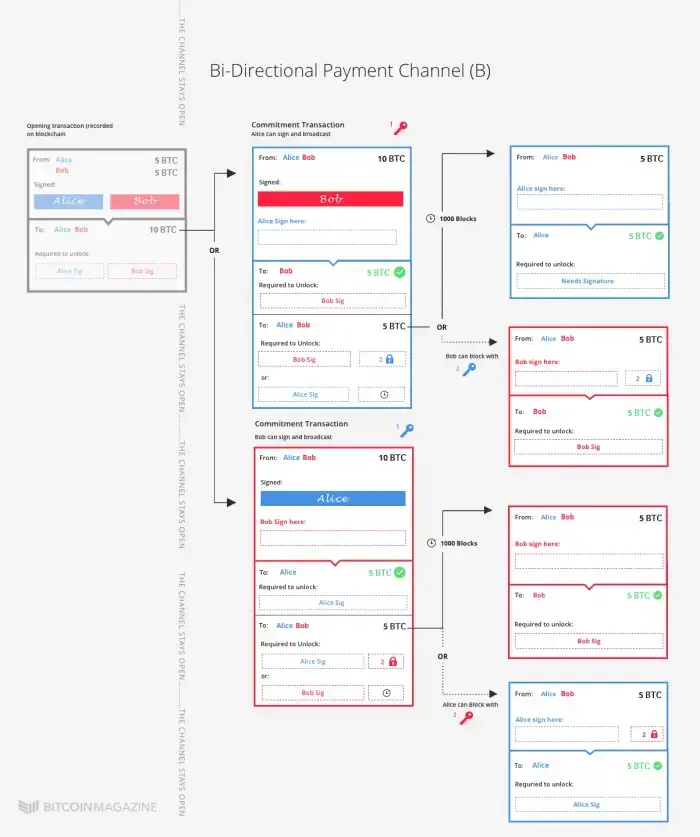 THE CHANNEL STAYS OPEN
Bi-Directional Payment Channel (B)
Opening transaction (recorded
on blockchain
From: Alice 5 BTC
Bob 5 BTC
Signed:
Alice Bob
To: Alice Bob 10 BTC
Required to unlock:
Alice Sig Bob Sig
OR
THE CHANNEL STAYS OPEN
THE CHANNEL STAYS OPEN
THE CHANNEL STAYS OPEN
THE CHANNEL STAYS OPEN
Commitment Transaction
Alice can sign and broadcast
1
From: Alice Bob 10 BTC
Signed:
Bob
Alice Sign here:
To: Bob 5 BTC
Required to Unlock:
Bob Sig
To: Alice Bob 5 BTC
Required to Unlock:
Bob Sig 2
or:
Alice Sig
1000 Blocks
OR
Bob can block with
2
From: Alice Bob 5 BTC
Alice sign here:
To: Alice 5 BTC
Required to unlock:
Needs Signature
From: Alice Bob 5 BTC
Bob sign here:
2
To: Bob 5 BTC
Required to unlock:
Bob Sig
Commitment Transaction
Bob can sign and broadcast
1
From: Alice Bob 10 BTC
Signed:
Alice
Bob Sign here:
To: Alice 5 BTC
Required to unlock:
Alice Sig
To: Alice Bob 5 BTC
Required to Unlock:
Alice Sig 2
or:
Bob Sig
1000 Blocks
OR
Alice can Block with
2
From: Alice Bob 5 BTC
Bob sign here:
To: Bob 5 BTC
Required to unlock:
Bob Sig
From: Alice Bob 5 BTC
Alice sign here:
2
To: Alice 5 BTC
Requried to unlock:
Alice Sig
BITCOINMAGAZINE